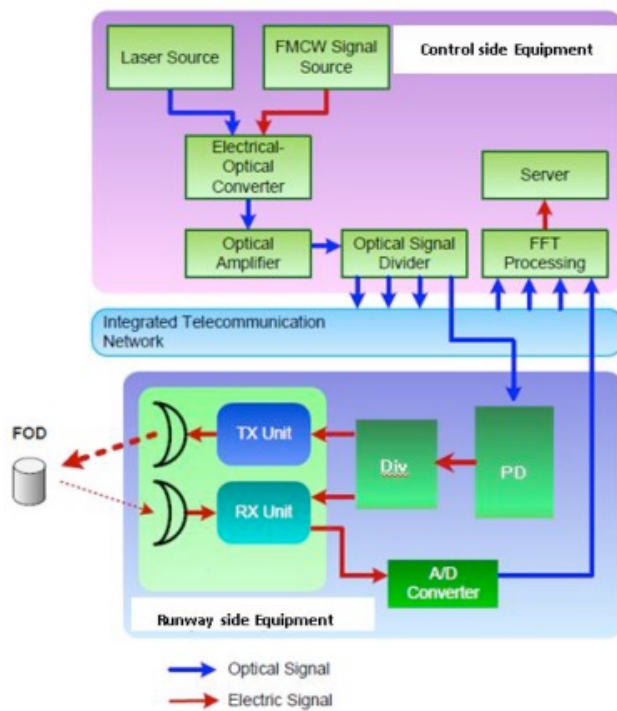 Laser Source
FMCW Signal
Source
Control side Equipment
Electrical-
Optical
Converter
Server
Optical
Amplifier
Optical Signal
Divider
FFT
Processing
Integrated Telecommunication
Network
FOD
TX Unit
Div
PD
RX Unit
A/D
Converter
Runway side Equipment
Optical Signal
Electric Signal